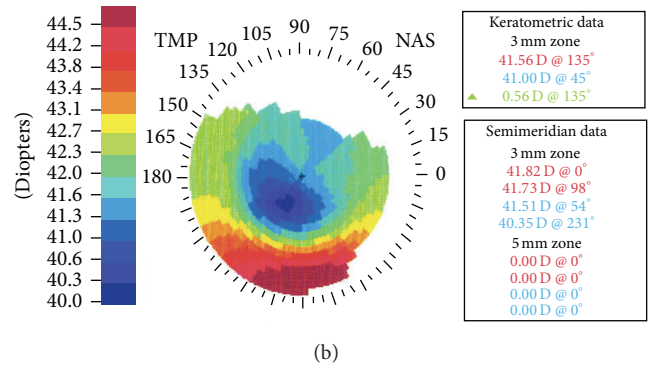 (Diopters)
44.5
44.2
43.8
43.4
43.1
42.7
42.3
42.0
41.6
41.3
41.0
40.6
40.3
40.0
TMP
NAS
180
165
150
135
120
105
90
75
60
45
30
15
0
Keratometric data
3 mm zone
41.56 D @ 135°
41.00 D @ 45°
0.56 D @ 135°
Semimeridian data
3 mm zone
41.82 D @ 0°
41.73 D @ 98°
41.51 D @ 54°
40.35 D @ 231°
5 mm zone
0.00 D @ 0°
0.00 D @ 0°
0.00 D @ 0°
0.00 D @ 0°
(b)